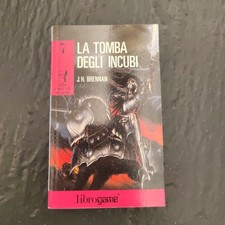 LA TOMBA
DEGLI INCUBI
J.H. BRENNAN
librogame